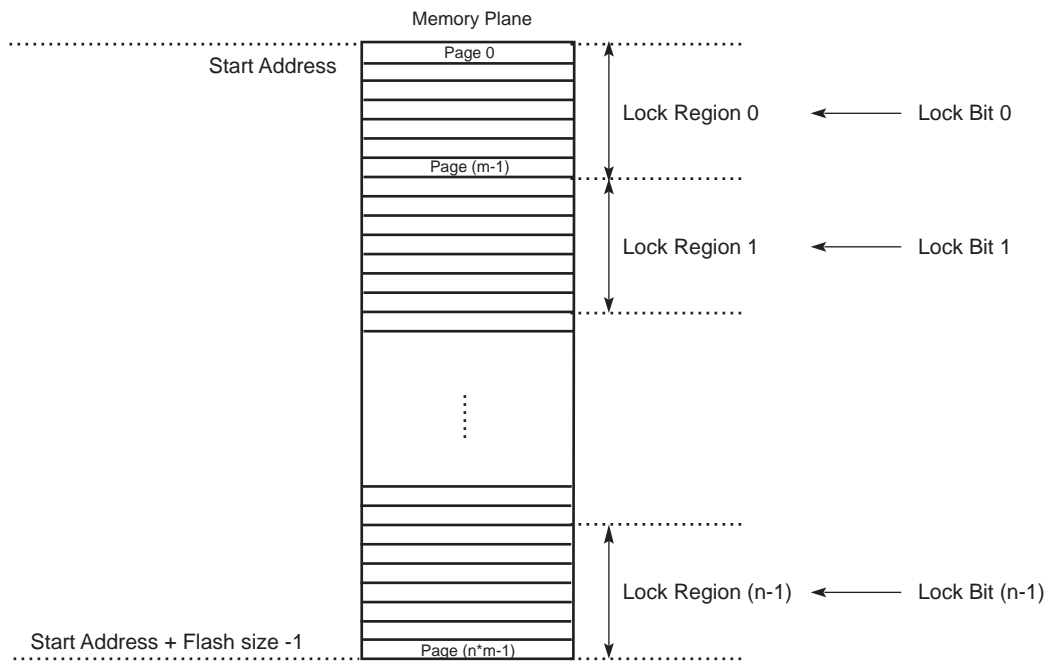 Memory Plane
Page 0
Start Address
Lock Region 0
Lock Bit 0
Page (m-1)
Lock Region 1
Lock Bit 1
Lock Region (n-1)
Lock Bit (n-1)
Start Address + Flash size -1
Page (n*m-1)